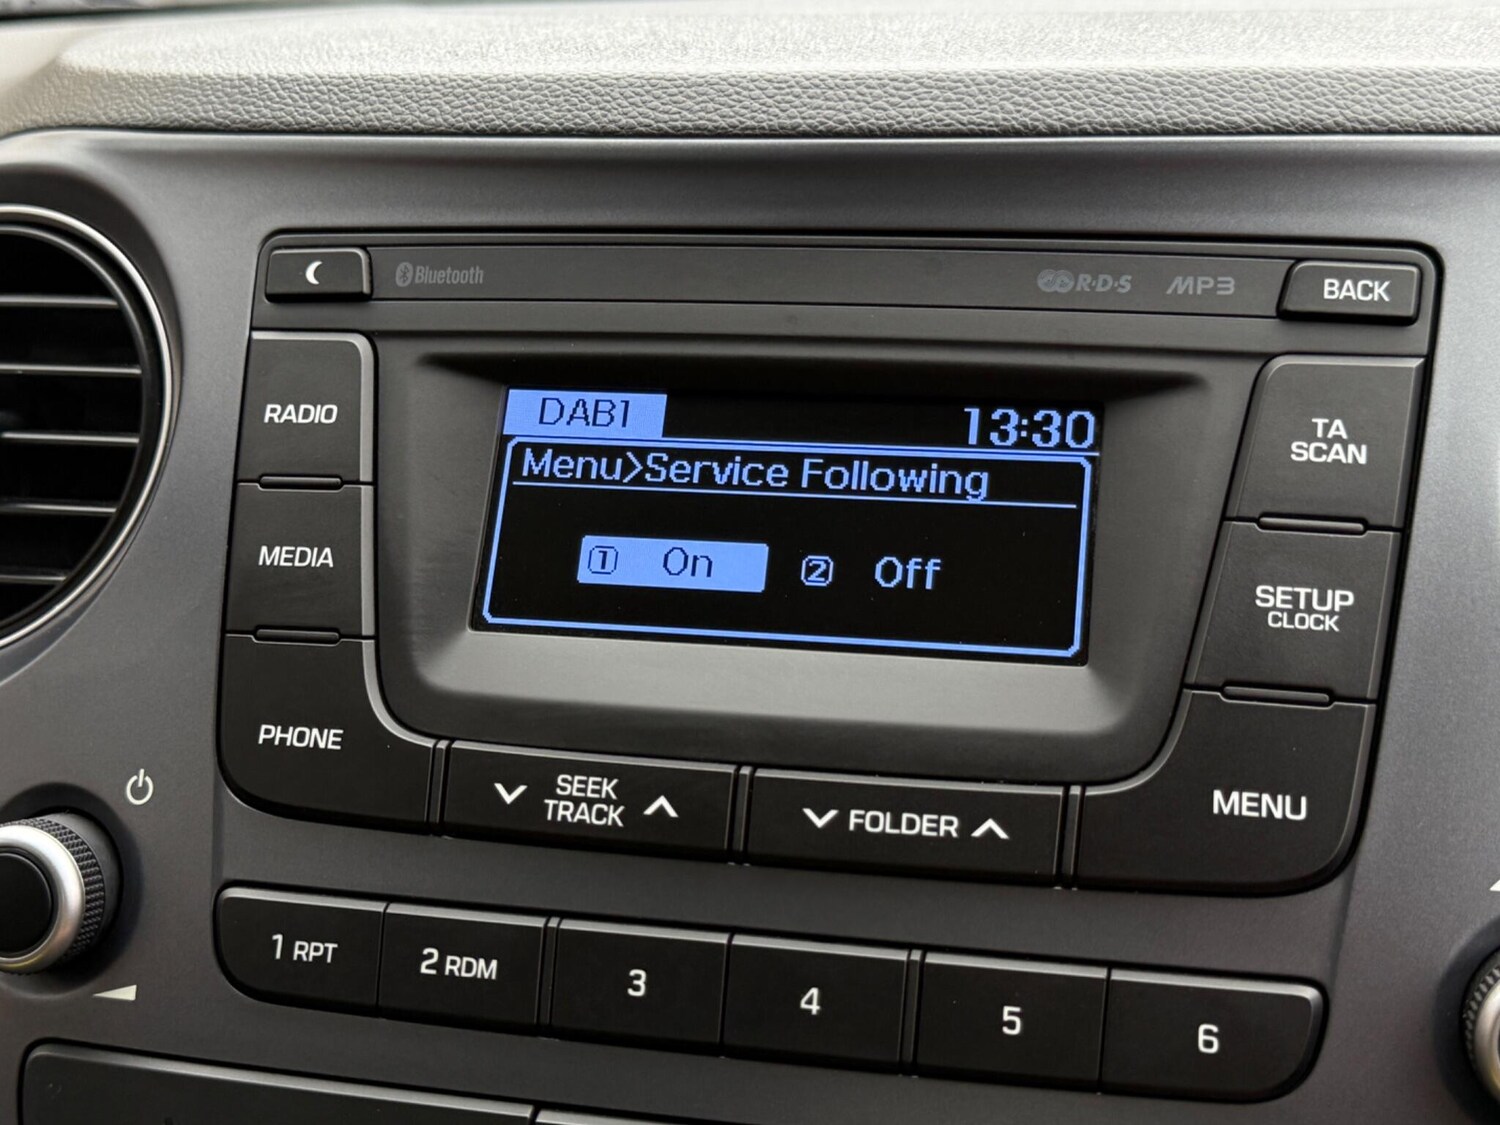 Bluetooth
R·D·S MP3
BACK
RADIO
DAB1 13:30
TA
SCAN
Menu>Service Following
MEDIA
1 On 2 Off
SETUP
CLOCK
PHONE
SEEK
TRACK
FOLDER
MENU
1 RPT
2 RDM
3
4
5
6